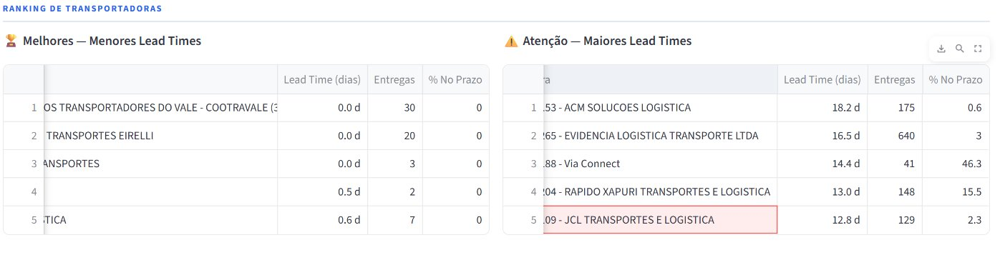 RANKING DE TRANSPORTADORAS
🏆 Melhores — Menores Lead Times
Lead Time (dias) Entregas % No Prazo
1 OS TRANSPORTADORES DO VALE - COOTRAVALE (3 0.0 d 30 0
2 TRANSPORTES EIRELLI 0.0 d 20 0
3 ANSPORTES 0.0 d 3 0
4 0.5 d 2 0
5 STICA 0.6 d 7 0
⚠️ Atenção — Maiores Lead Times
ra Lead Time (dias) Entregas % No Prazo
1 .53 - ACM SOLUCOES LOGISTICA 18.2 d 175 0.6
2 265 - EVIDENCIA LOGISTICA TRANSPORTE LTDA 16.5 d 640 3
3 .88 - Via Connect 14.4 d 41 46.3
4 204 - RAPIDO XAPURI TRANSPORTES E LOGISTICA 13.0 d 148 15.5
5 .09 - JCL TRANSPORTES E LOGISTICA 12.8 d 129 2.3